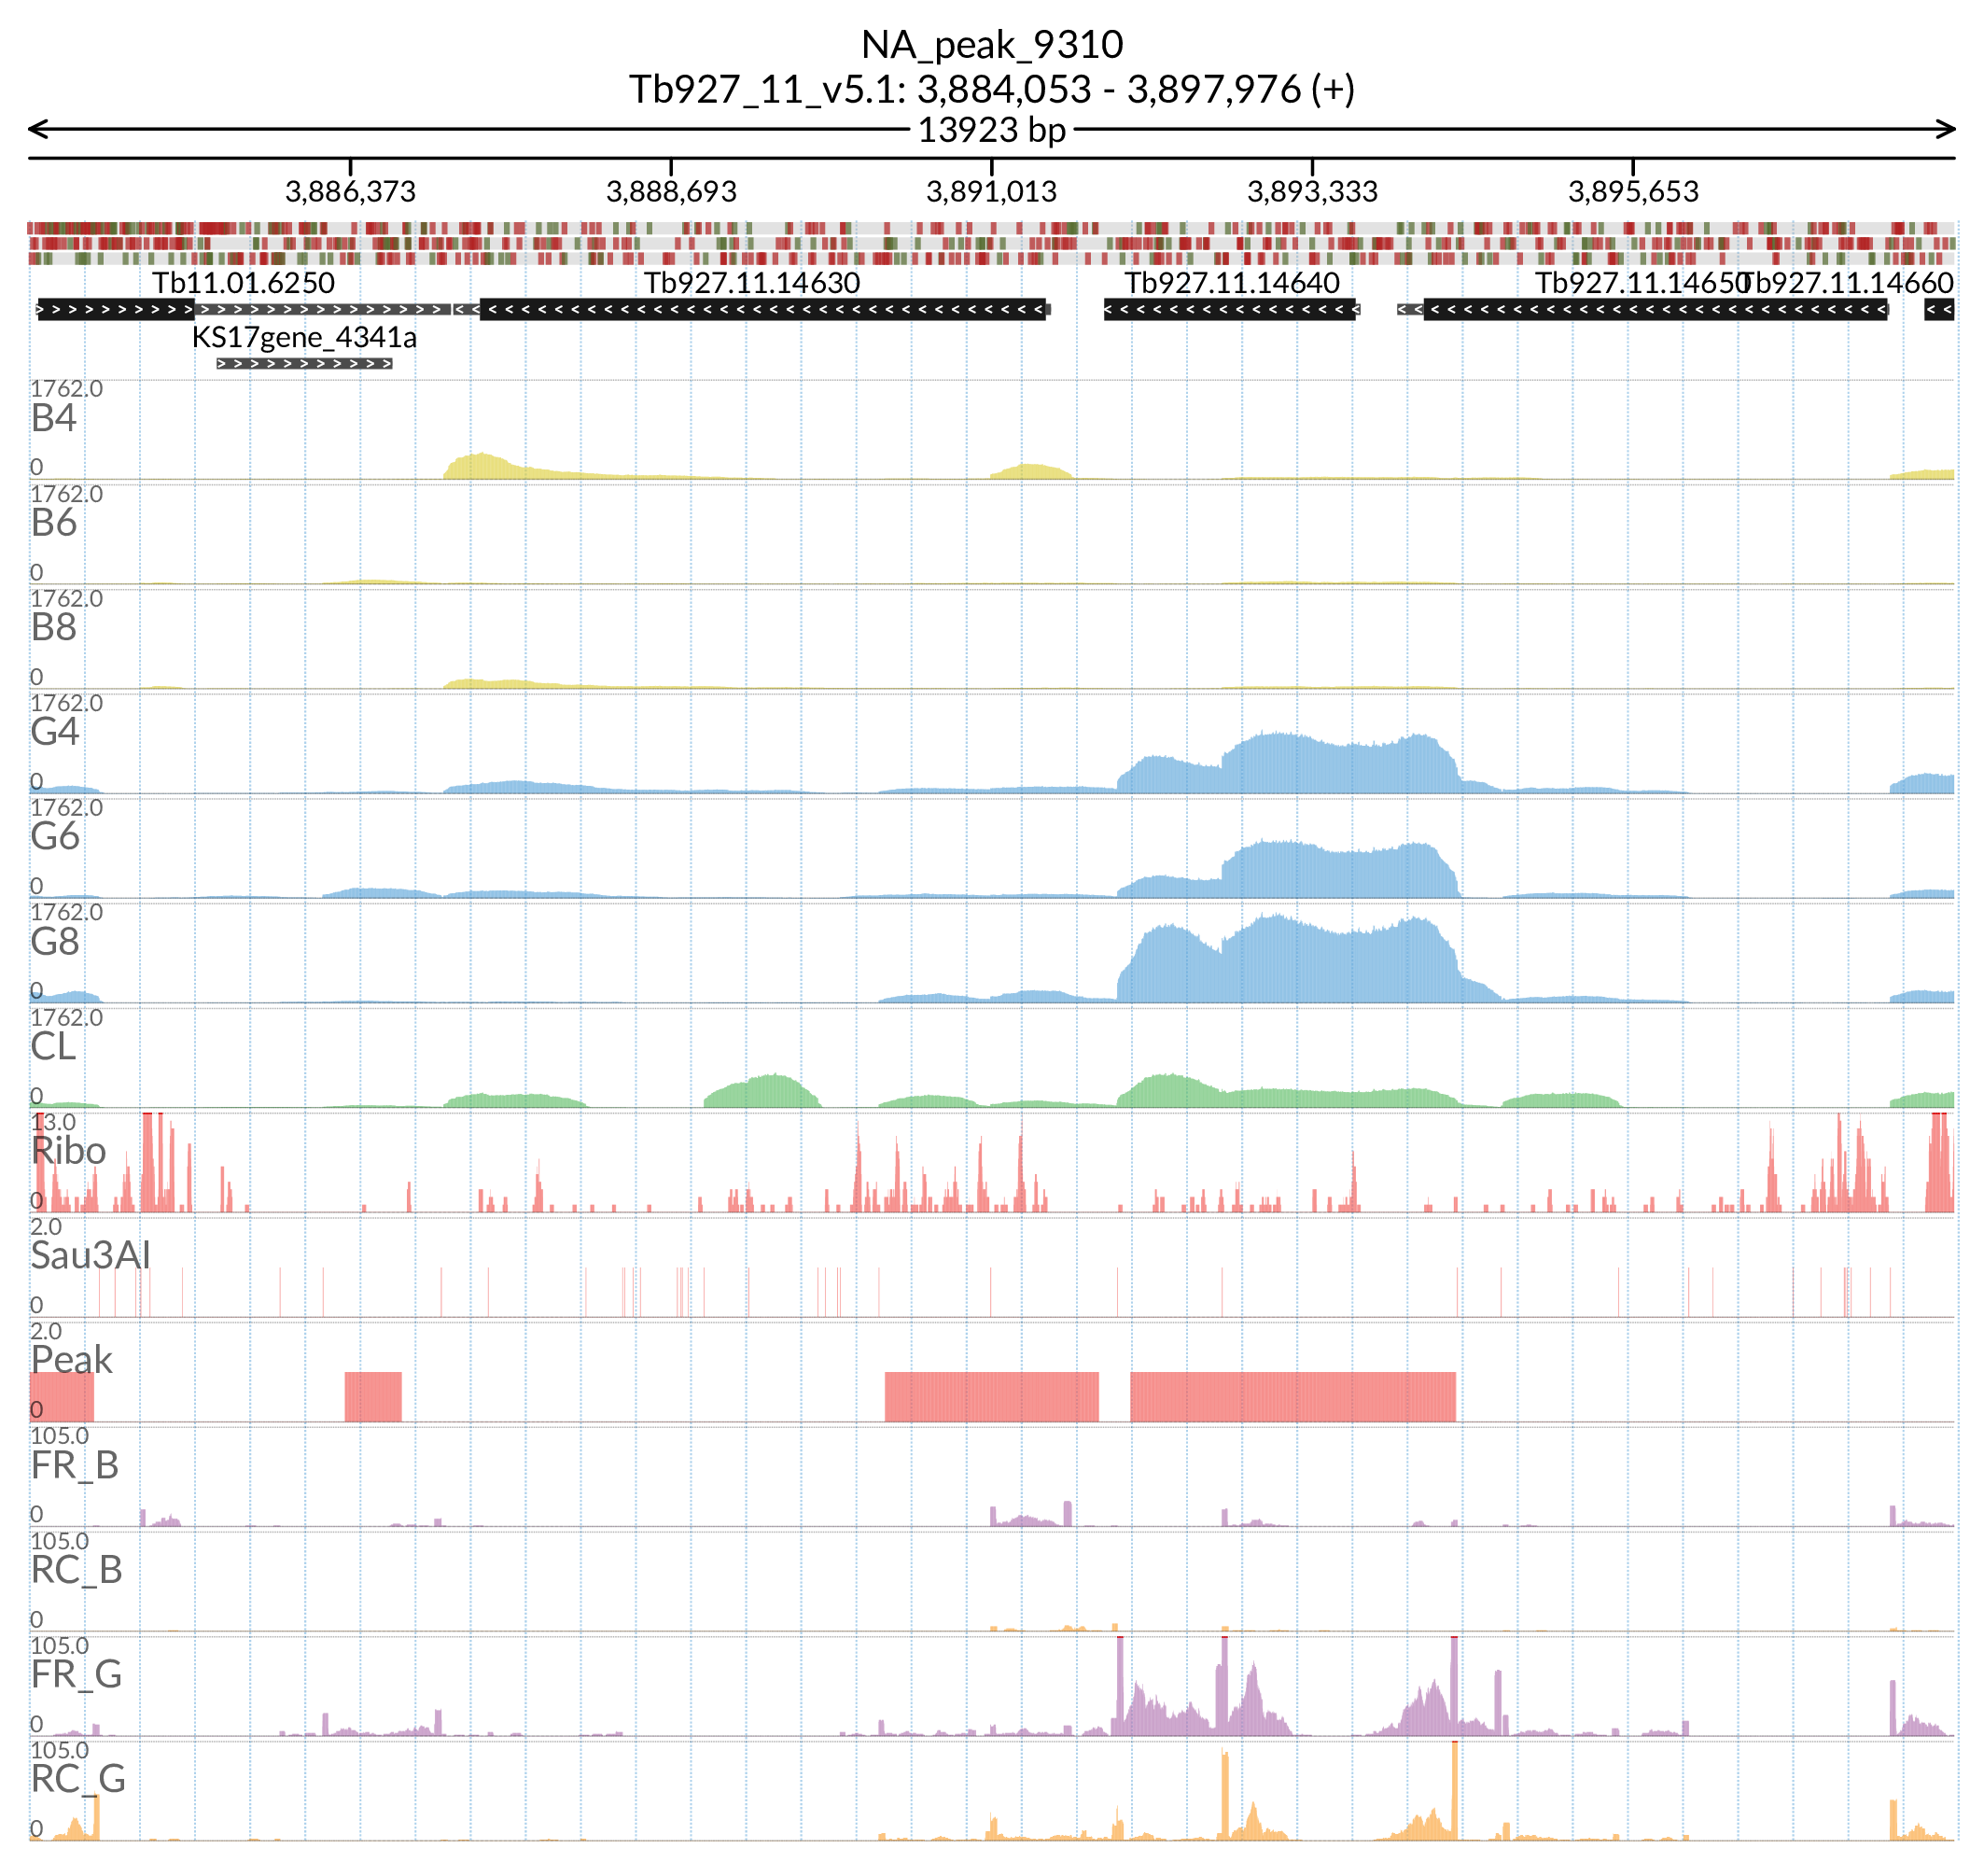 NA_peak_9310
Tb927_11_v5.1: 3,884,053 - 3,897,976 (+)
13923 bp
3,886,373 3,888,693 3,891,013 3,893,333 3,895,653
Tb11.01.6250 Tb927.11.14630 Tb927.11.14640 Tb927.11.14650 Tb927.11.14660
KS17gene_4341a
1762.0
B4
0
1762.0
B6
0
1762.0
B8
0
1762.0
G4
0
1762.0
G6
0
1762.0
G8
0
1762.0
CL
0
13.0
Ribo
0
2.0
Sau3AI
0
2.0
Peak
0
105.0
FR_B
0
105.0
RC_B
0
105.0
FR_G
0
105.0
RC_G
0